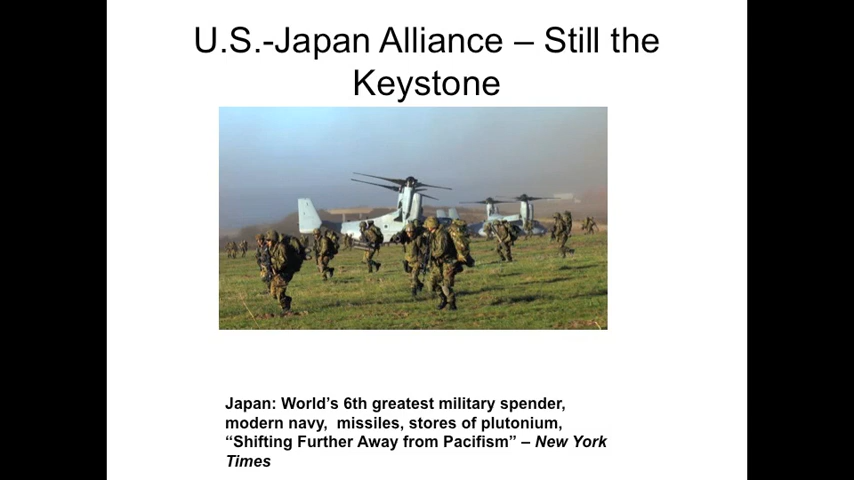 U.S.-Japan Alliance – Still the
Keystone
Japan: World’s 6th greatest military spender,
modern navy,  missiles, stores of plutonium,
“Shifting Further Away from Pacifism” – New York
Times